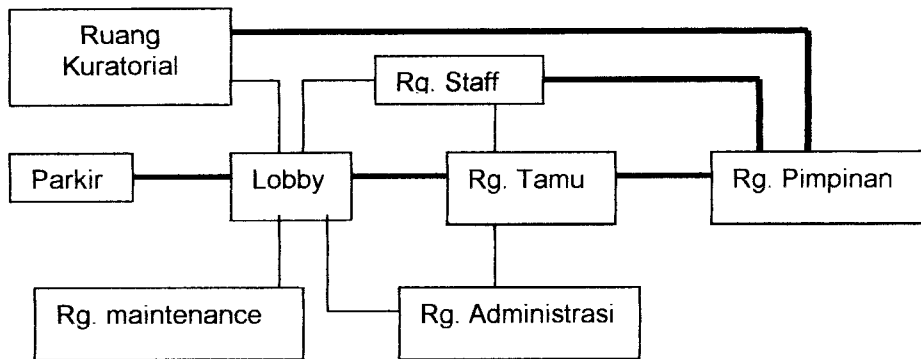 Ruang
Kuratorial
Rg. Staff
Parkir
Lobby
Rg. Tamu
Rg. Pimpinan
Rg. maintenance
Rg. Administrasi